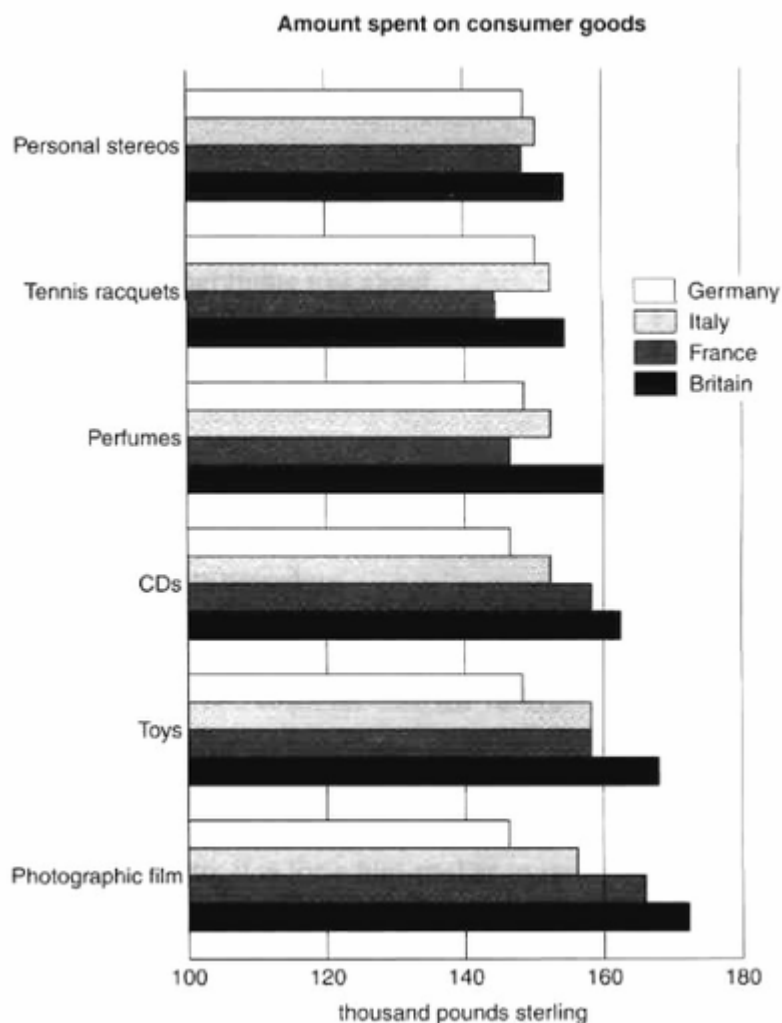 Amount spent on consumer goods
Personal stereos
Tennis racquets
Perfumes
CDs
Toys
Photographic film
Germany
Italy
France
Britain
100 120 140 160 180
thousand pounds sterling